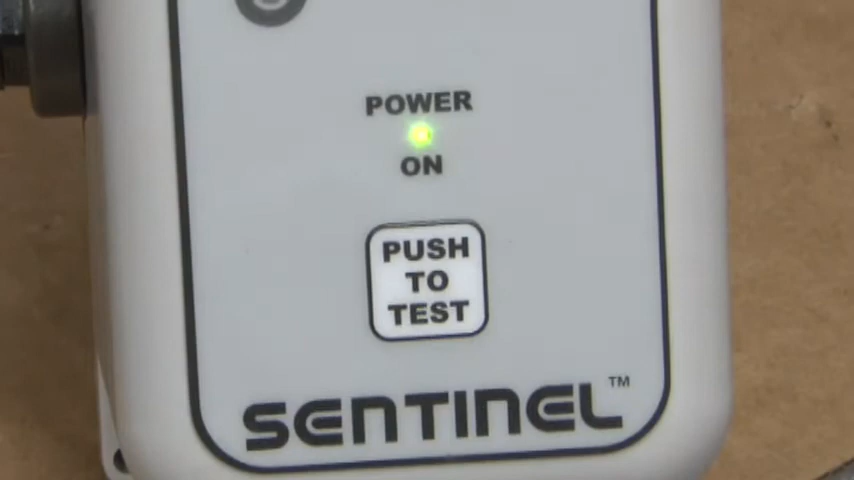 POWER
ON
PUSH
TO
TEST
SENTINEL™